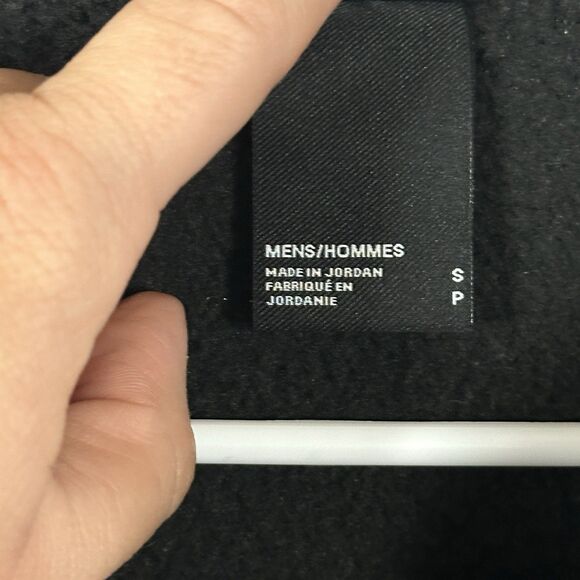 MENS/HOMMES
MADE IN JORDAN S
FABRIQUÉ EN
JORDANIE P